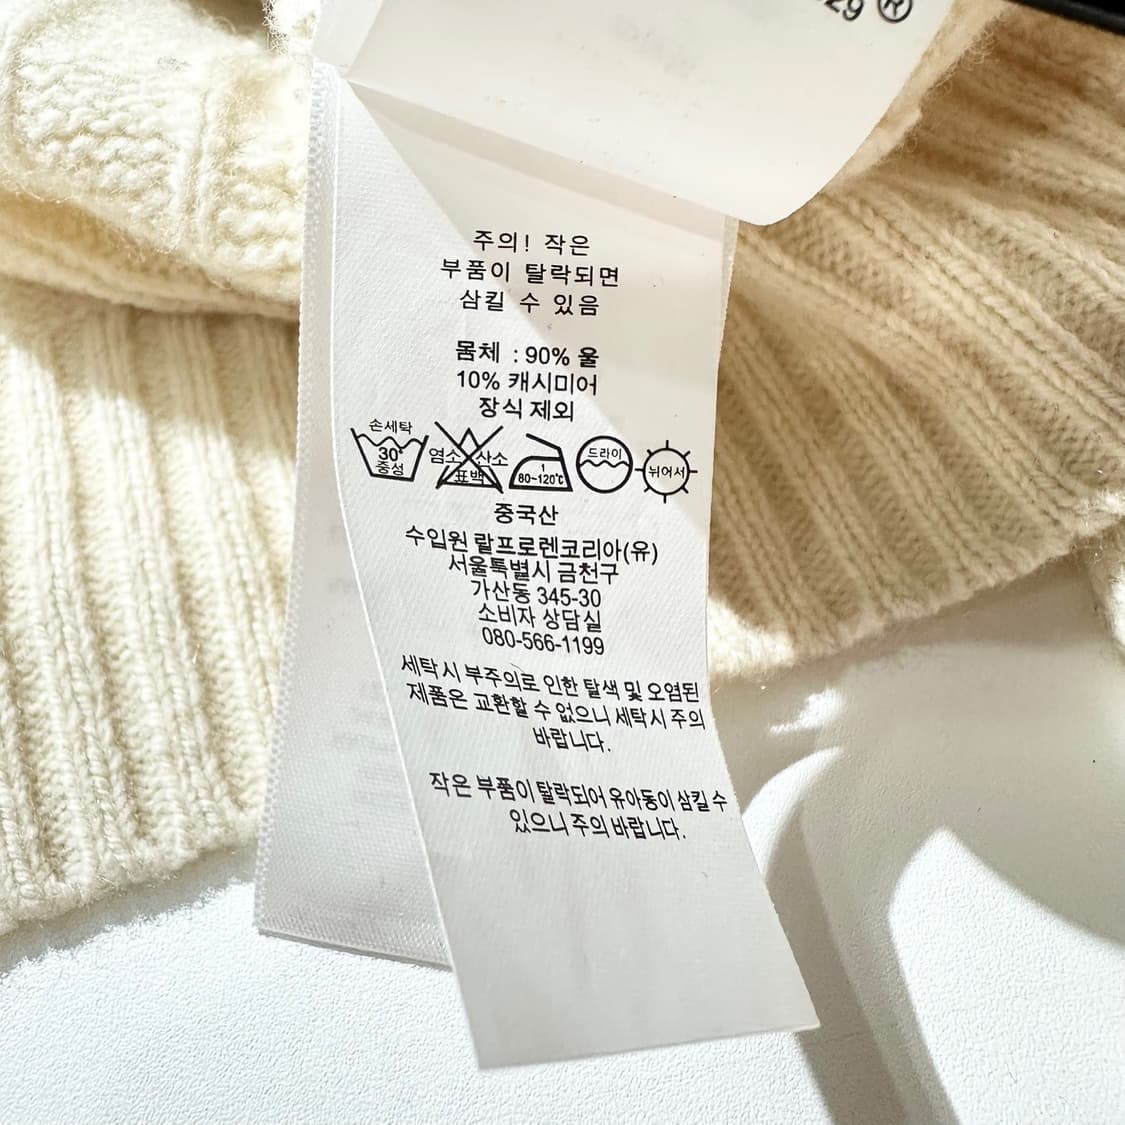 29 ®
주의! 작은
부품이 탈락되면
삼킬 수 있음
몸체 : 90% 울
10% 캐시미어
장식 제외
손세탁
30°
중성
염소 산소
표백
1
80~120℃
드라이
뉘어서
중국산
수입원 랄프로렌코리아(유)
서울특별시 금천구
가산동 345-30
소비자 상담실
080-566-1199
세탁시 부주의로 인한 탈색 및 오염된
제품은 교환할 수 없으니 세탁시 주의
바랍니다.
작은 부품이 탈락되어 유아동이 삼킬 수
있으니 주의 바랍니다.